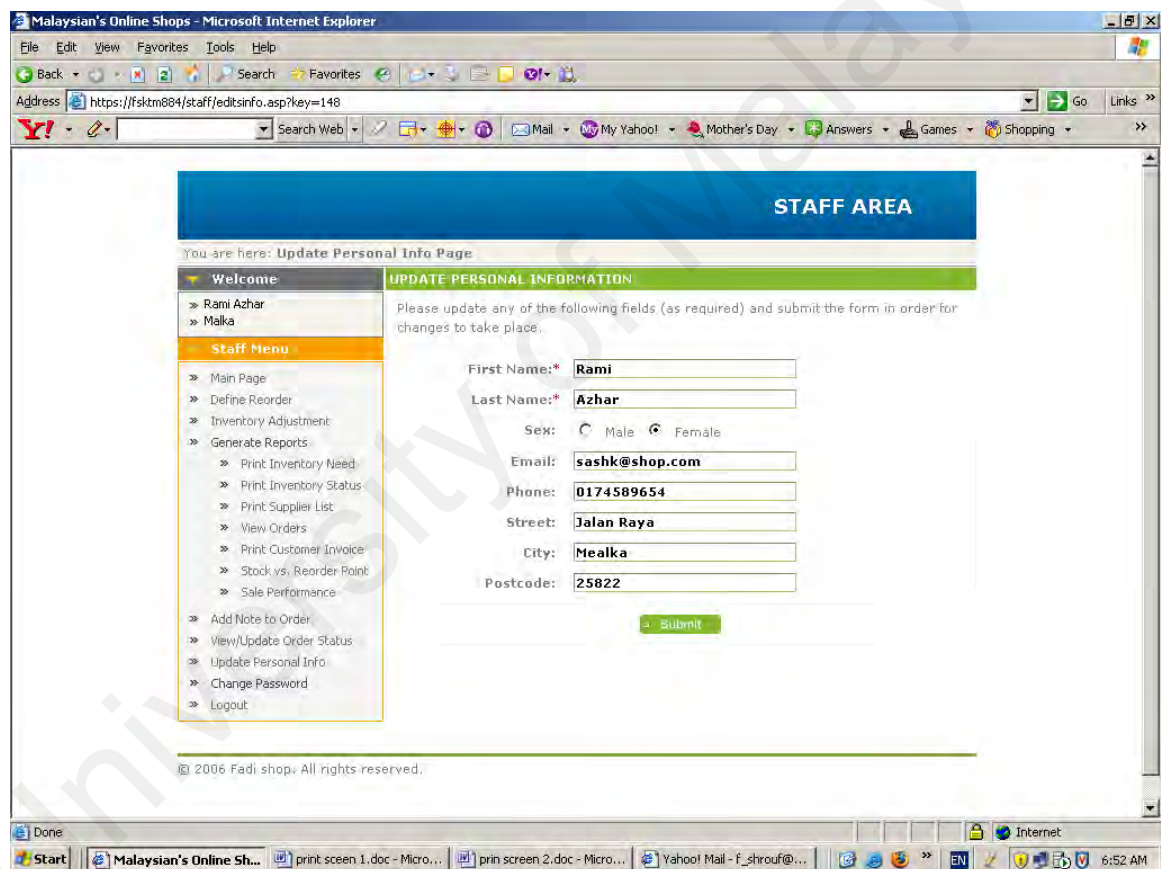 Malaysian's Online Shops - Microsoft Internet Explorer
File Edit View Favorites Tools Help
Back Search Favorites
Address https://fsktm884/staff/editsinfo.asp?key=148 Go Links »
Y! Search Web Mail My Yahoo! Mother's Day Answers Games Shopping »
STAFF AREA
You are here: Update Personal Info Page
Welcome
» Rami Azhar
» Malka
Staff Menu
» Main Page
» Define Reorder
» Inventory Adjustment
» Generate Reports
» Print Inventory Need
» Print Inventory Status
» Print Supplier List
» View Orders
» Print Customer Invoice
» Stock vs. Reorder Point
» Sale Performance
» Add Note to Order
» View/Update Order Status
» Update Personal Info
» Change Password
» Logout
UPDATE PERSONAL INFORMATION
Please update any of the following fields (as required) and submit the form in order for
changes to take place.
First Name:* Rami
Last Name:* Azhar
Sex: Male Female
Email: sashk@shop.com
Phone: 0174589654
Street: Jalan Raya
City: Mealka
Postcode: 25822
Submit
© 2006 Fadi shop. All rights reserved.
Done Internet
Start Malaysian's Online Sh... print sceen 1.doc - Micro... prin screen 2.doc - Micro... Yahoo! Mail - f_shrouf@... » EN 6:52 AM
University of Malay